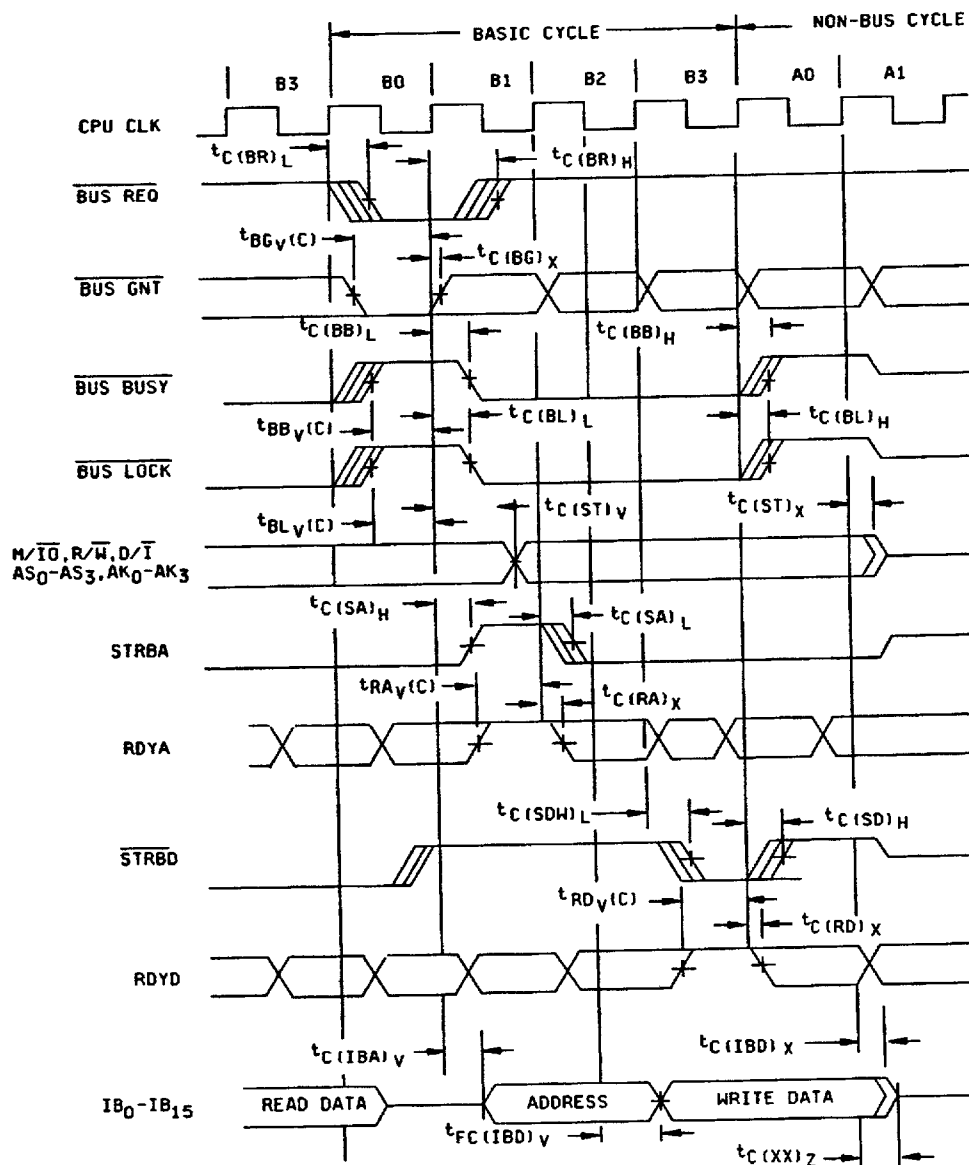 BASIC CYCLE NON-BUS CYCLE
B3 B0 B1 B2 B3 A0 A1
CPU CLK
tC(BR)L tC(BR)H
BUS REQ
tBGV(C) tC(BG)X
BUS GNT
tC(BB)L tC(BB)H
BUS BUSY
tBBV(C) tC(BL)L tC(BL)H
BUS LOCK
tBLV(C) tC(ST)V tC(ST)X
M/IO,R/W,D/I
AS0-AS3,AK0-AK3
tC(SA)H tC(SA)L
STRBA
tRAV(C) tC(RA)X
RDYA
tC(SDW)L tC(SD)H
STRBD
tRDV(C) tC(RD)X
RDYD
tC(IBA)V tC(IBD)X
IB0-IB15 READ DATA ADDRESS WRITE DATA
tFC(IBD)V tC(XX)Z